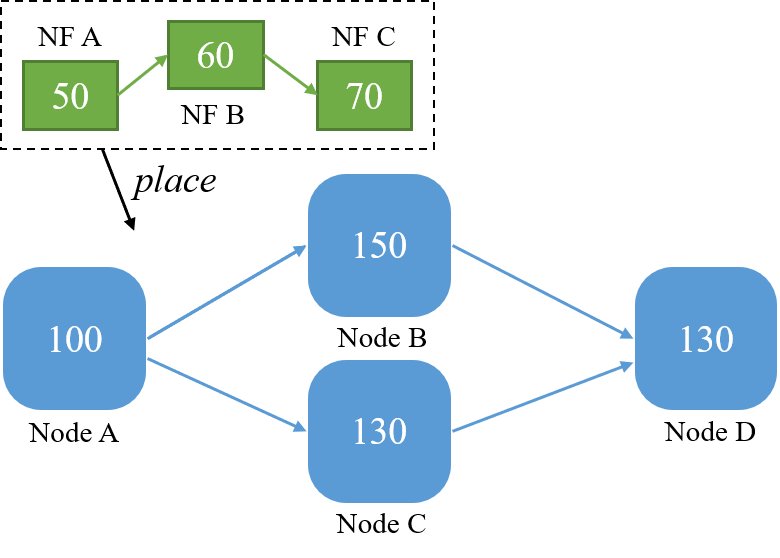 NF A
NF C
50
60
70
NF B
place
150
100
Node B
130
Node A
130
Node D
Node C